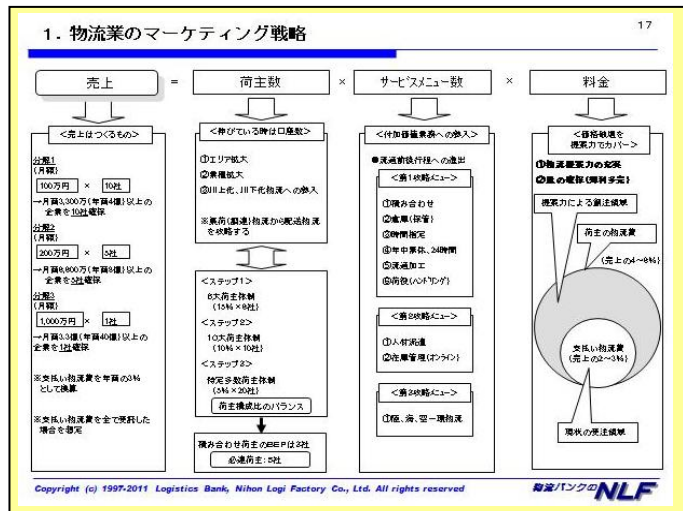 17
1. 物流業のマーケティング戦略
売上 = 荷主数 × サービスメニュー数 × 料金
<売上はつくるもの>
分解1
(月額)
100万円 × 10社
→月商3,300万(年商4億)以上の
企業を10社確保
分解2
(月額)
200万円 × 5社
→月商6,600万(年商8億)以上の
企業を5社確保
分解3
(月額)
1,000万円 × 1社
→月商3.3億(年商40億)以上の
企業を1社確保
※支払い物流費を年商の3%
として換算
※支払い物流費を全て受託した
場合を想定
<伸びている時は口座数>
①エリア拡大
②業種拡大
③川上化、川下化物流への参入
※集荷(調達)物流から配送物流
を攻略する
<ステップ1>
6大荷主体制
(15%×6社)
<ステップ2>
10大荷主体制
(10%×10社)
<ステップ3>
特定多数荷主体制
(5%×20社)
荷主構成比のバランス
積み合わせ荷主のBEPは3社
必達荷主:5社
<付加価値業務への参入>
●流通前後行程への進出
<第1攻略メニュー>
①積み合わせ
②倉庫(保管)
③時間指定
④年中無休、24時間
⑤流通加工
⑥荷役(ハンドリング)
<第2攻略メニュー>
①人材派遣
②在庫管理(オンライン)
<第3攻略メニュー>
①陸、海、空一環物流
<価格破壊を
提案力でカバー>
①物流提案力の充実
②量の確保(薄利多売)
提案力による創注領域
荷主の物流費
(売上の4~8%)
支払い物流費
(売上の2~3%)
現状の受注領域
Copyright (c) 1997-2011 Logistics Bank, Nihon Logi Factory Co., Ltd. All rights reserved
物流バンクのNLF